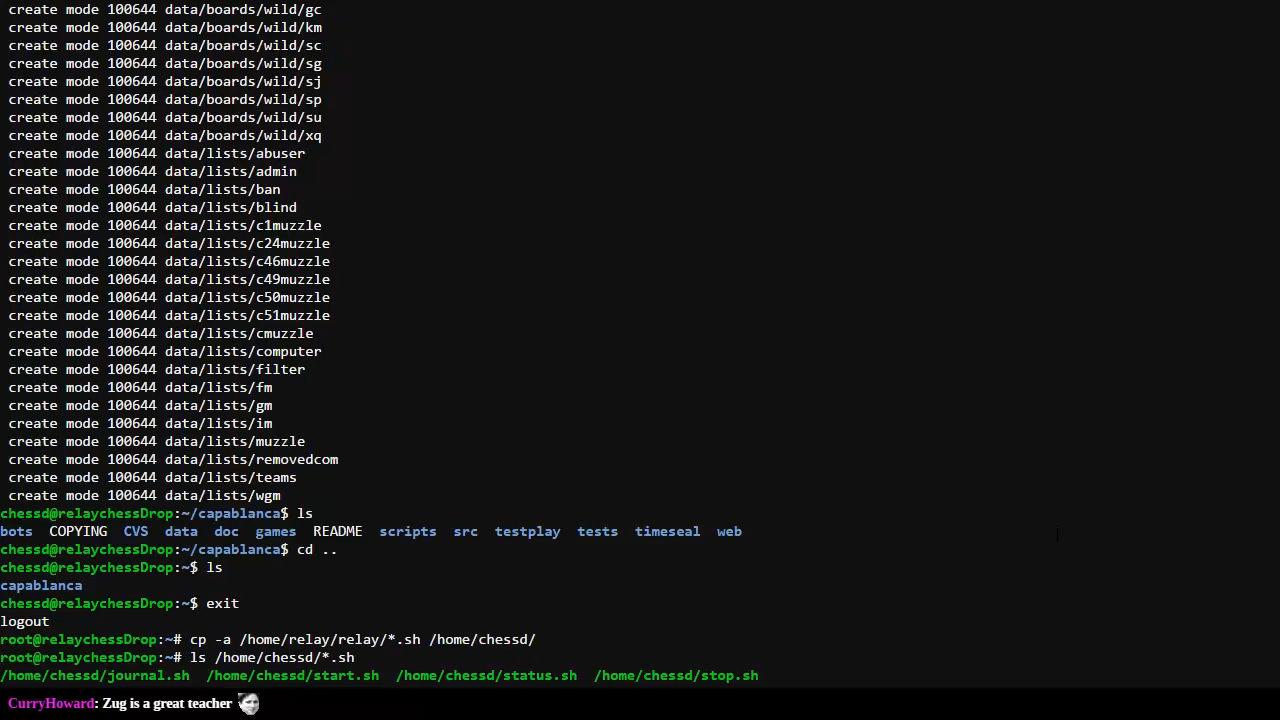 create mode 100644 data/boards/wild/gc
create mode 100644 data/boards/wild/km
create mode 100644 data/boards/wild/sc
create mode 100644 data/boards/wild/sg
create mode 100644 data/boards/wild/sj
create mode 100644 data/boards/wild/sp
create mode 100644 data/boards/wild/su
create mode 100644 data/boards/wild/xq
create mode 100644 data/lists/abuser
create mode 100644 data/lists/admin
create mode 100644 data/lists/ban
create mode 100644 data/lists/blind
create mode 100644 data/lists/c1muzzle
create mode 100644 data/lists/c24muzzle
create mode 100644 data/lists/c46muzzle
create mode 100644 data/lists/c49muzzle
create mode 100644 data/lists/c50muzzle
create mode 100644 data/lists/c51muzzle
create mode 100644 data/lists/cmuzzle
create mode 100644 data/lists/computer
create mode 100644 data/lists/filter
create mode 100644 data/lists/fm
create mode 100644 data/lists/gm
create mode 100644 data/lists/im
create mode 100644 data/lists/muzzle
create mode 100644 data/lists/removedcom
create mode 100644 data/lists/teams
create mode 100644 data/lists/wgm
chessd@relaychessDrop:~/capablanca$ ls
bots COPYING CVS data doc games README scripts src testplay tests timeseal web
chessd@relaychessDrop:~/capablanca$ cd ..
chessd@relaychessDrop:~$ ls
capablanca
chessd@relaychessDrop:~$ exit
logout
root@relaychessDrop:~# cp -a /home/relay/relay/*.sh /home/chessd/
root@relaychessDrop:~# ls /home/chessd/*.sh
/home/chessd/journal.sh /home/chessd/start.sh /home/chessd/status.sh /home/chessd/stop.sh
CurryHoward: Zug is a great teacher